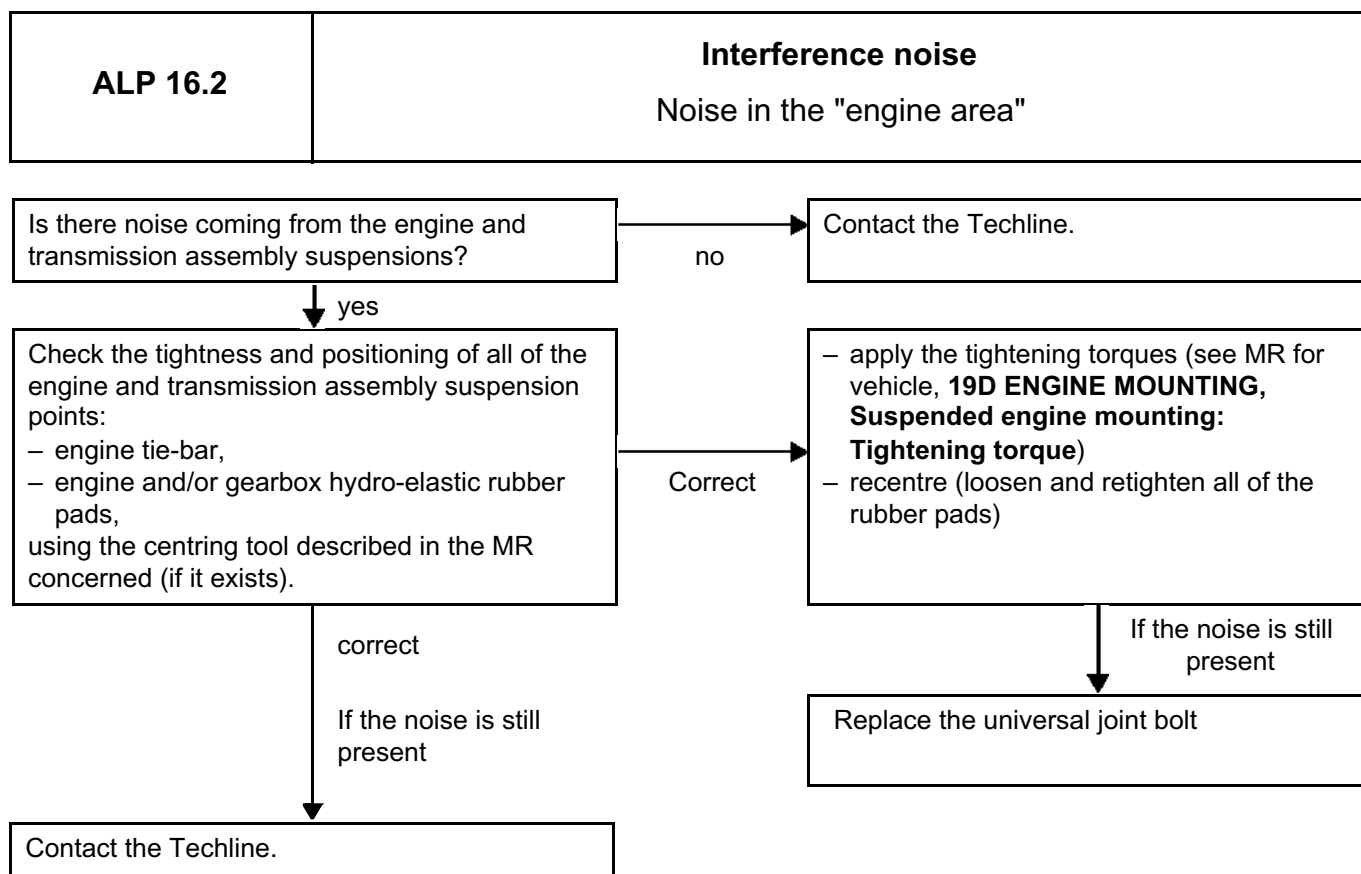 ALP 16.2
Interference noise
Noise in the "engine area"
Is there noise coming from the engine and
transmission assembly suspensions?
no
Contact the Techline.
yes
Check the tightness and positioning of all of the
engine and transmission assembly suspension
points:
– engine tie-bar,
– engine and/or gearbox hydro-elastic rubber
pads,
using the centring tool described in the MR
concerned (if it exists).
Correct
– apply the tightening torques (see MR for
vehicle, 19D ENGINE MOUNTING,
Suspended engine mounting:
Tightening torque)
– recentre (loosen and retighten all of the
rubber pads)
correct
If the noise is still
present
If the noise is still
present
Replace the universal joint bolt
Contact the Techline.